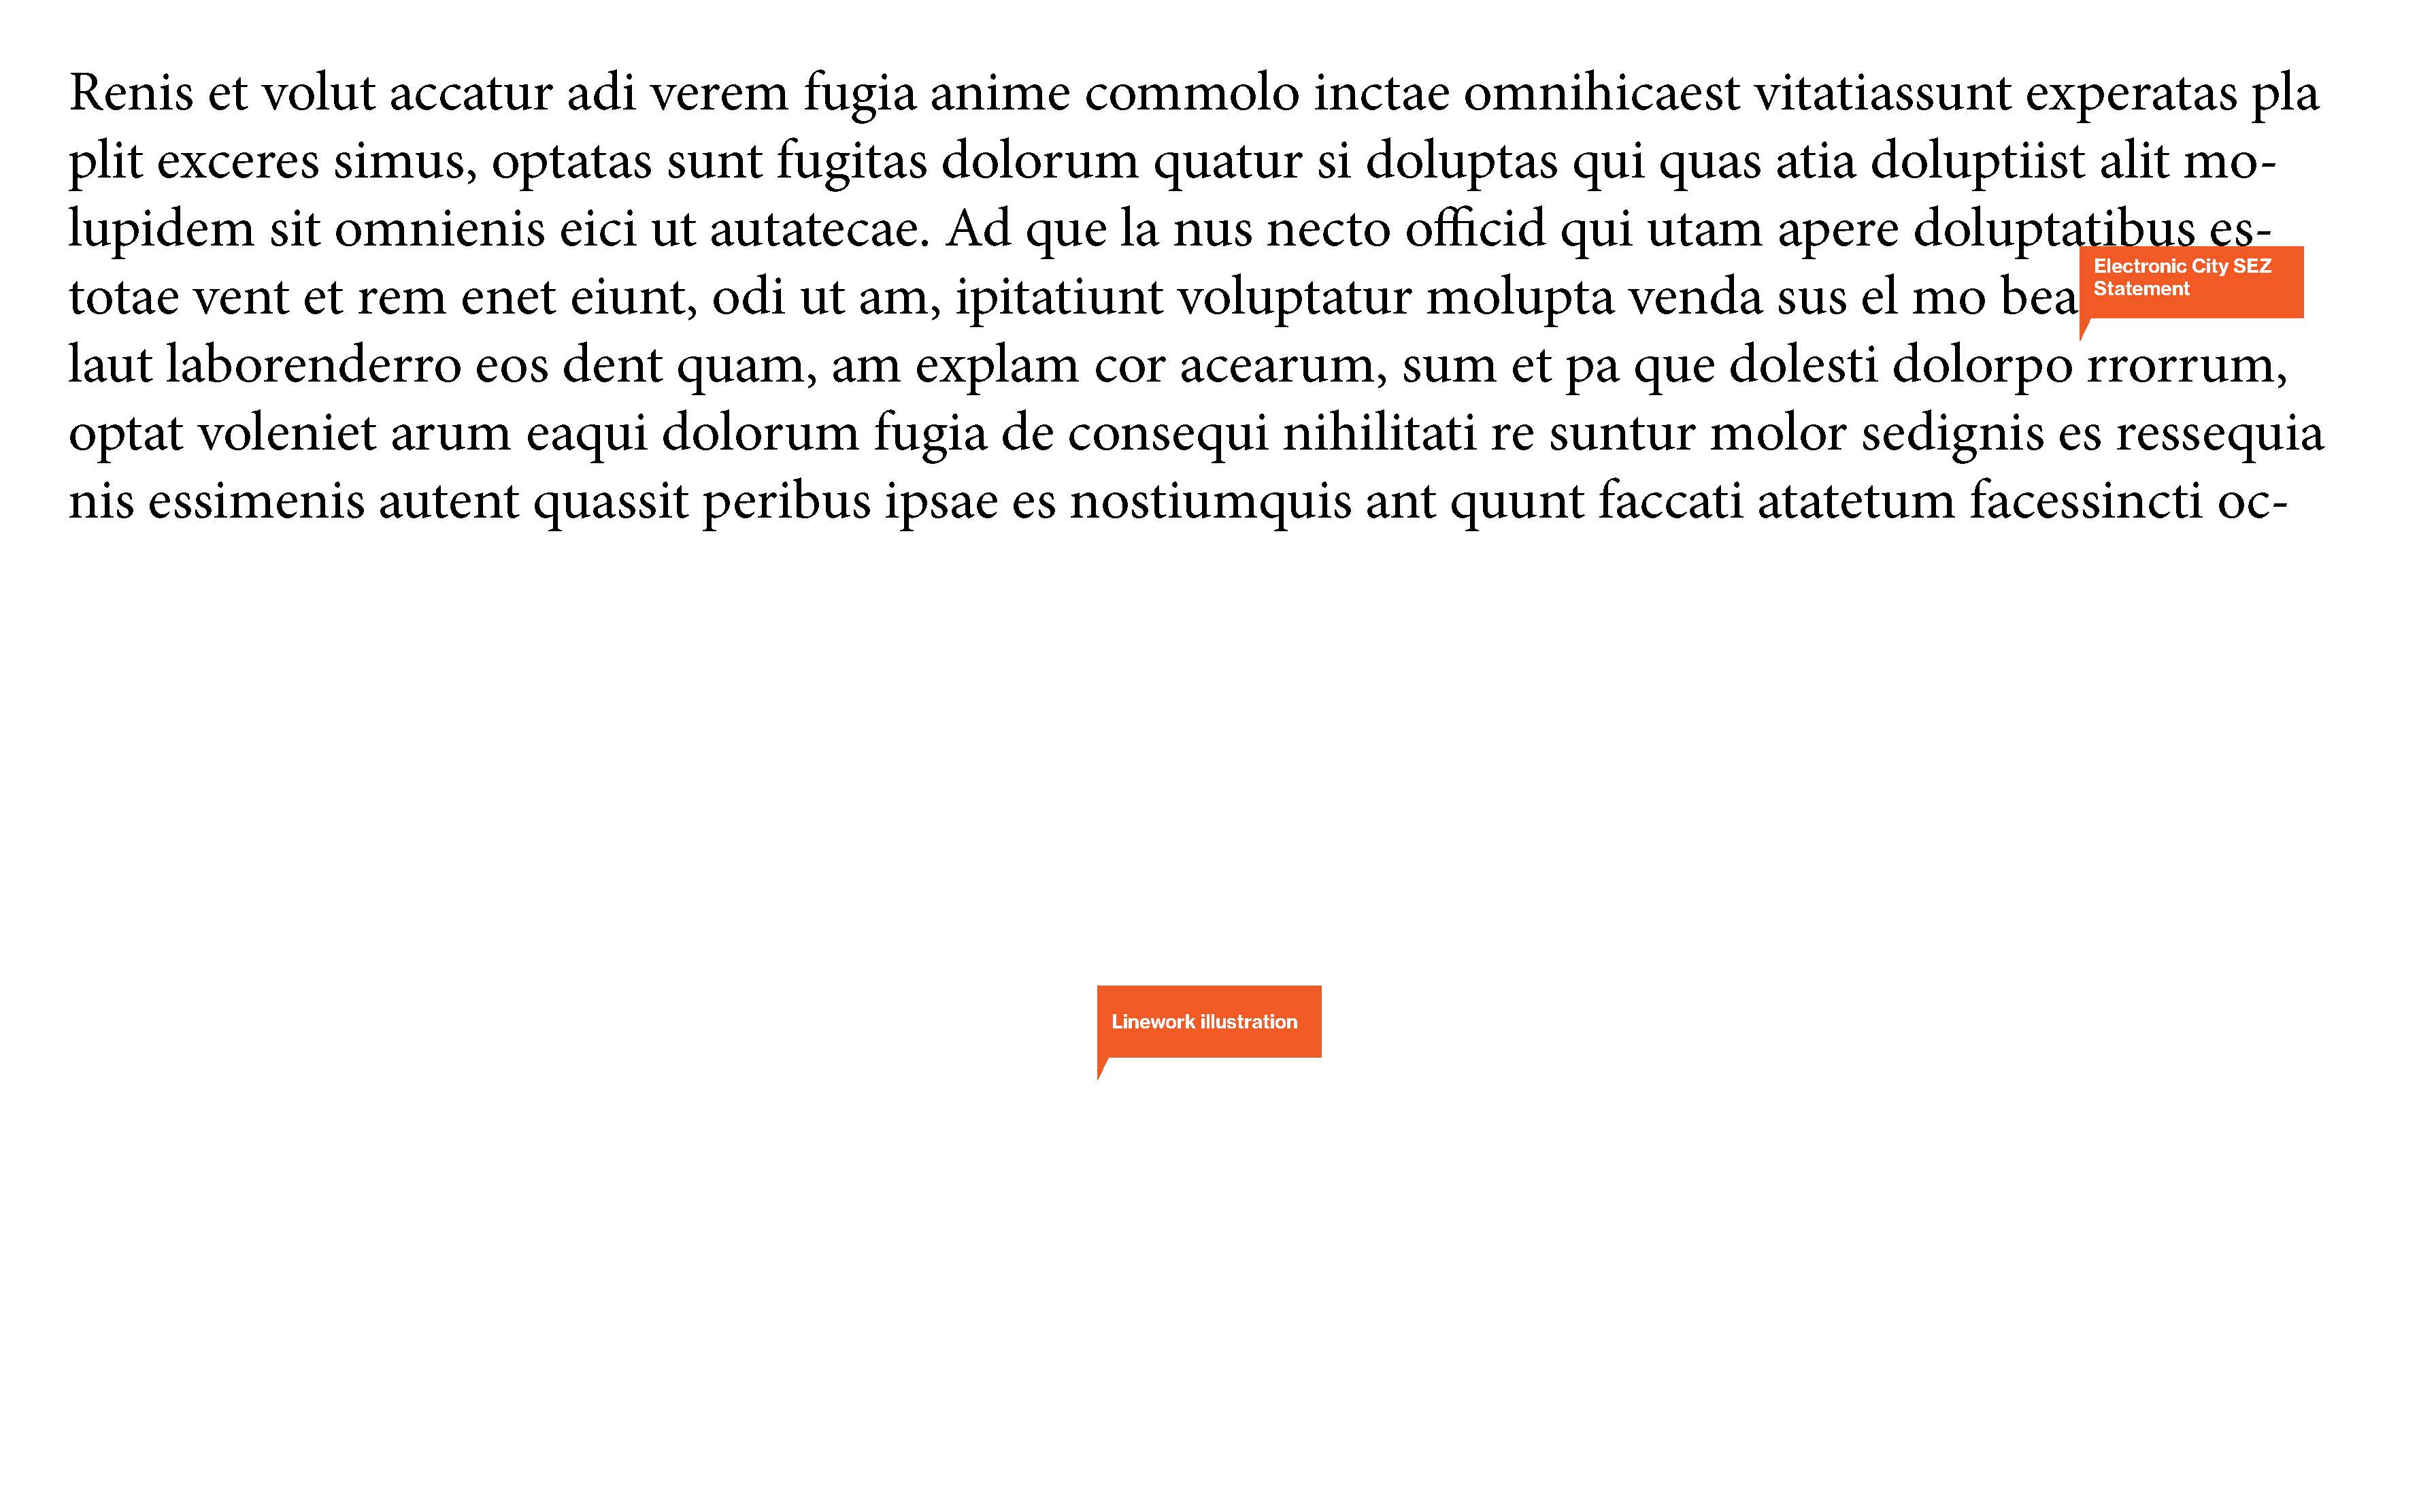 Renis et volut accatur adi verem fugia anime commolo inctae omnihicaest vitatiassunt experatas pla
plit exceres simus, optatas sunt fugitas dolorum quatur si doluptas qui quas atia doluptiist alit mo-
lupidem sit omnienis eici ut autatecae. Ad que la nus necto officid qui utam apere doluptatibus es-
totae vent et rem enet eiunt, odi ut am, ipitatiunt voluptatur molupta venda sus el mo bea
Electronic City SEZ
Statement
laut laborenderro eos dent quam, am explam cor acearum, sum et pa que dolesti dolorpo rrorrum,
optat voleniet arum eaqui dolorum fugia de consequi nihilitati re suntur molor sedignis es ressequia
nis essimenis autent quassit peribus ipsae es nostiumquis ant quunt faccati atatetum facessincti oc-
Linework illustration